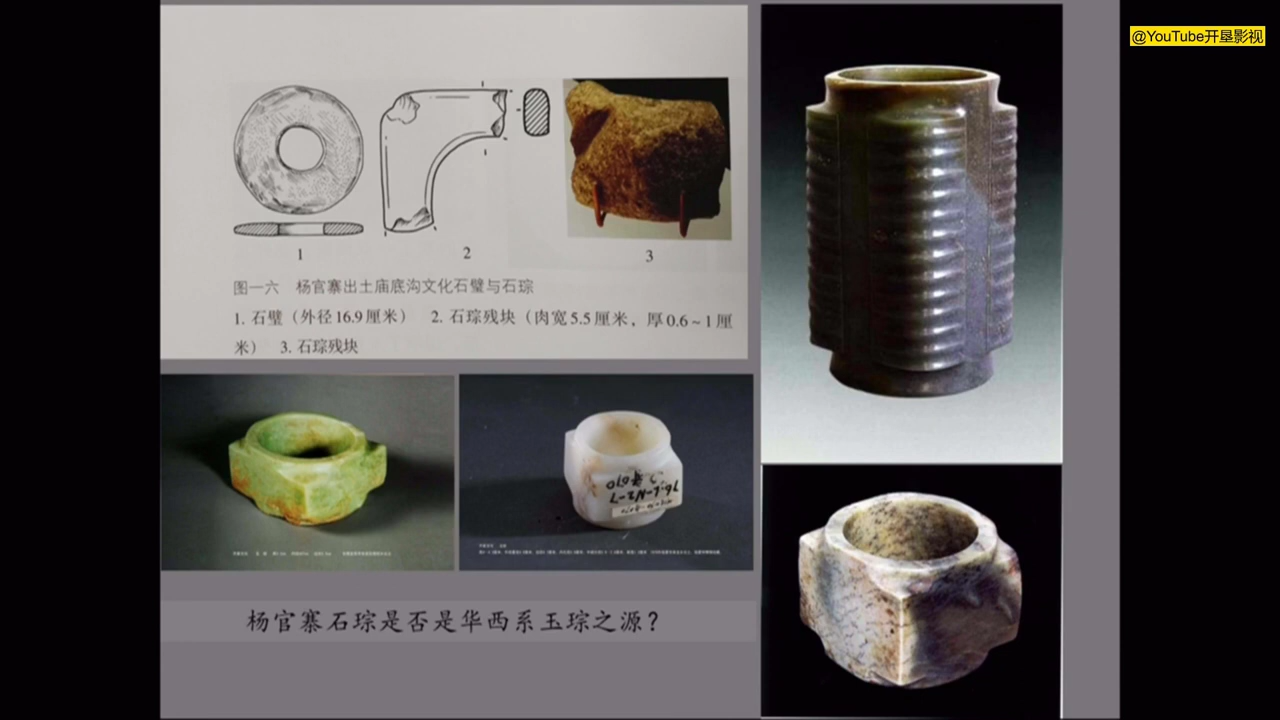 @YouTube开垦影视
1
2
3
图一六 杨官寨出土庙底沟文化石璧与石琮
1. 石璧（外径16.9厘米） 2. 石琮残块（肉宽5.5厘米，厚0.6~1厘
米） 3. 石琮残块
杨官寨石琮是否是华西系玉琮之源？